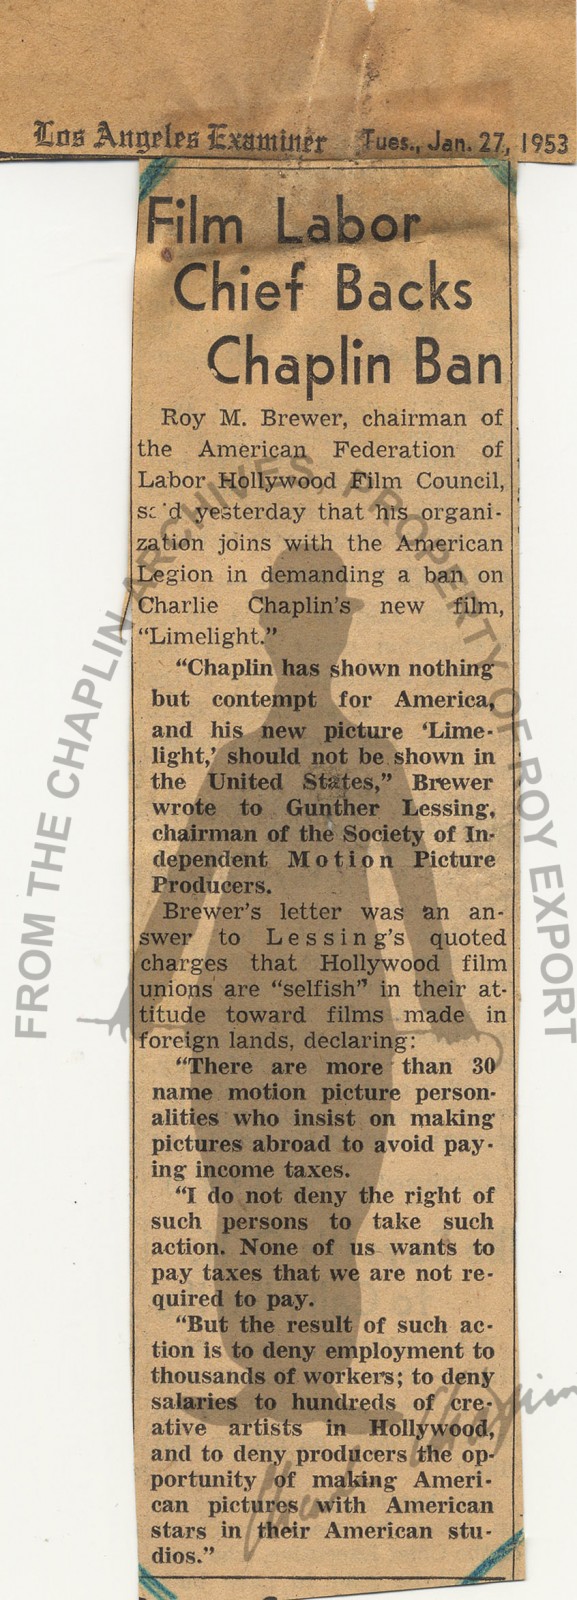 Los Angeles Examiner Tues., Jan. 27, 1953
Film Labor
Chief Backs
Chaplin Ban
Roy M. Brewer, chairman of
the American Federation of
Labor Hollywood Film Council,
sa'd yesterday that his organi-
zation joins with the American
Legion in demanding a ban on
Charlie Chaplin's new film,
"Limelight."
"Chaplin has shown nothing
but contempt for America,
and his new picture 'Lime-
light,' should not be shown in
the United States," Brewer
wrote to Gunther Lessing,
chairman of the Society of In-
dependent Motion Picture
Producers.
Brewer's letter was an an-
swer to Lessing's quoted
charges that Hollywood film
unions are "selfish" in their at-
titude toward films made in
foreign lands, declaring:
"There are more than 30
name motion picture person-
alities who insist on making
pictures abroad to avoid pay-
ing income taxes.
"I do not deny the right of
such persons to take such
action. None of us wants to
pay taxes that we are not re-
quired to pay.
"But the result of such ac-
tion is to deny employment to
thousands of workers; to deny
salaries to hundreds of cre-
ative artists in Hollywood,
and to deny producers the op-
portunity of making Ameri-
can pictures with American
stars in their American stu-
dios."
FROM THE CHAPLIN ARCHIVES, PROPERTY OF ROY EXPORT
Charles Chaplin